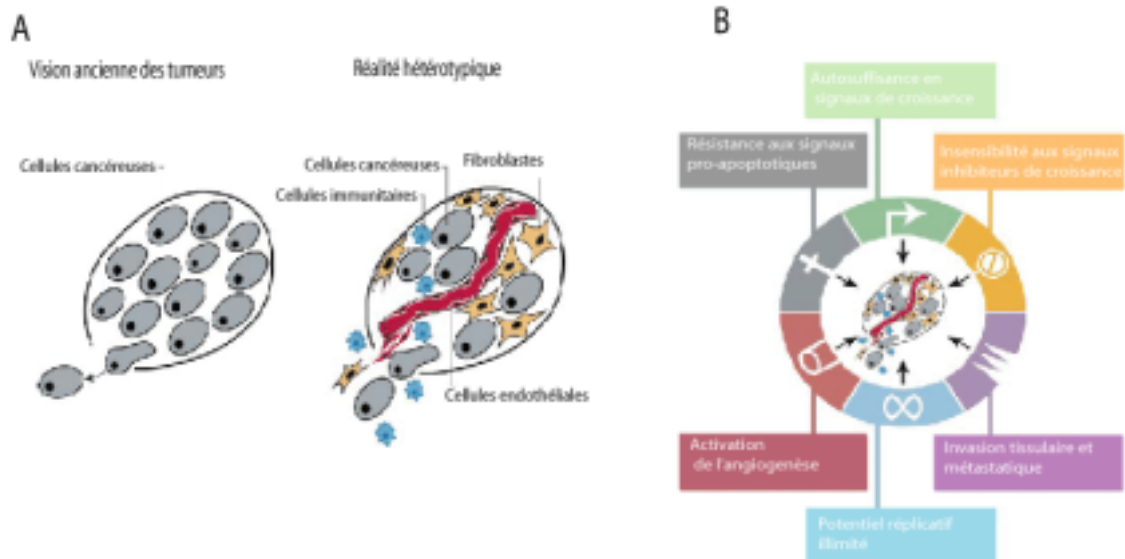 A
Vision ancienne des tumeurs
Réalité hétérotypique
Cellules cancéreuses
Cellules cancéreuses
Fibroblastes
Cellules immunitaires
Cellules endothéliales
B
Autosuffisance en
signaux de croissance
Résistance aux signaux
pro-apoptotiques
Insensibilité aux signaux
inhibiteurs de croissance
Activation
de l'angiogenèse
Invasion tissulaire et
métastatique
Potentiel réplicatif
illimité